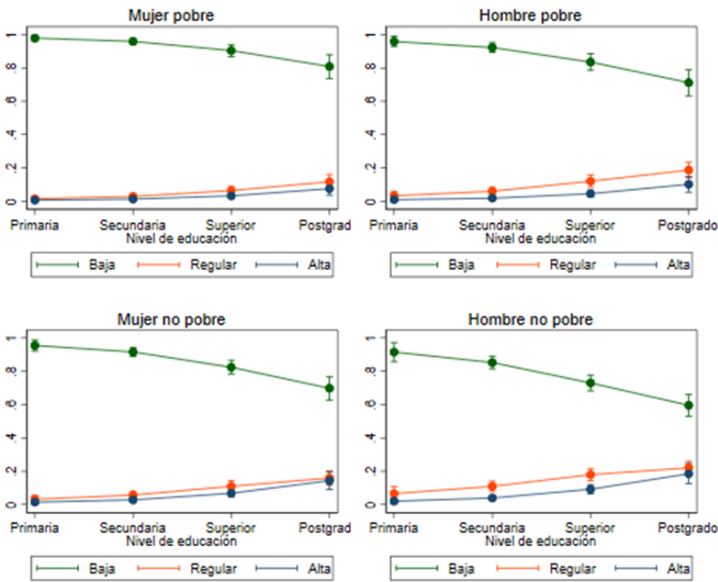 Mujer pobre
1
.8
.6
.4
.2
0
Primaria Secundaria Superior Postgrad
Nivel de educación
Baja Regular Alta
Hombre pobre
1
.8
.6
.4
.2
0
Primaria Secundaria Superior Postgrado
Nivel de educación
Baja Regular Alta
Mujer no pobre
1
.8
.6
.4
.2
0
Primaria Secundaria Superior Postgrad
Nivel de educación
Baja Regular Alta
Hombre no pobre
1
.8
.6
.4
.2
0
Primaria Secundaria Superior Postgrado
Nivel de educación
Baja Regular Alta